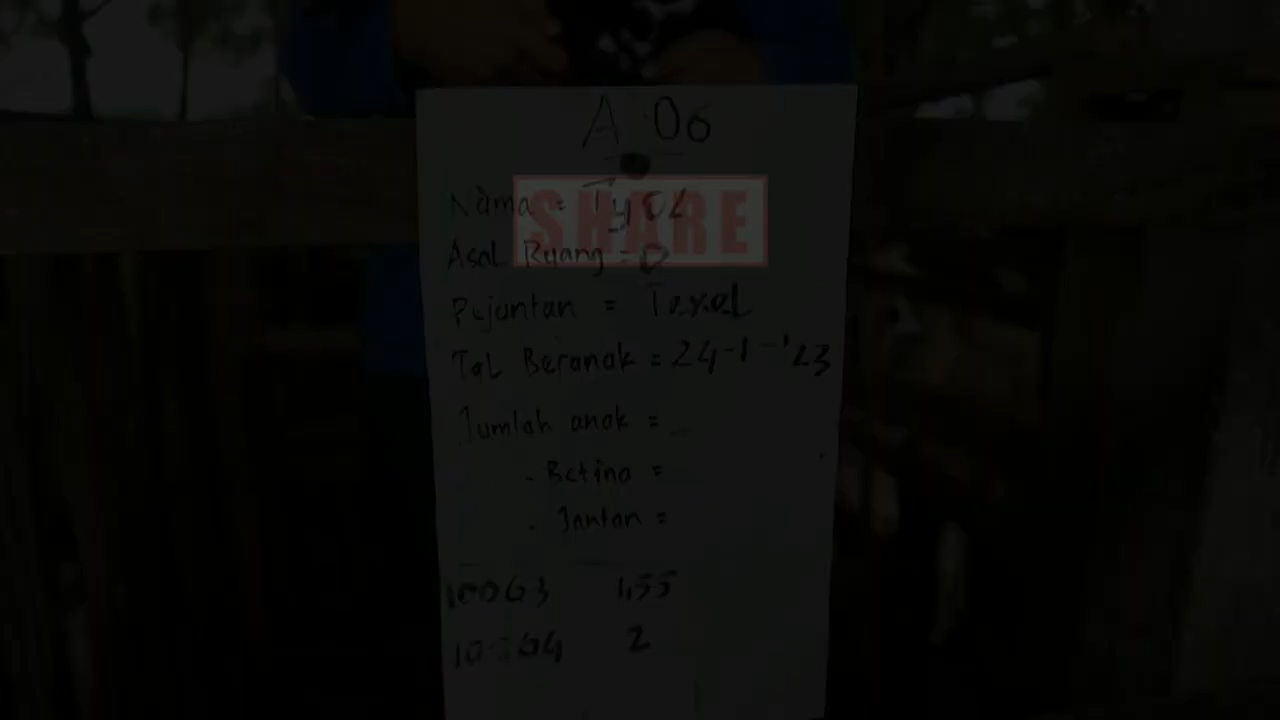 A 06
SHARE
Nama =
Asal Ruang = D
Pejantan = Texel
Tgl Beranak = 24-1-'23
Jumlah anak =
- Betina =
- Jantan =
10063 1,55
10064 2